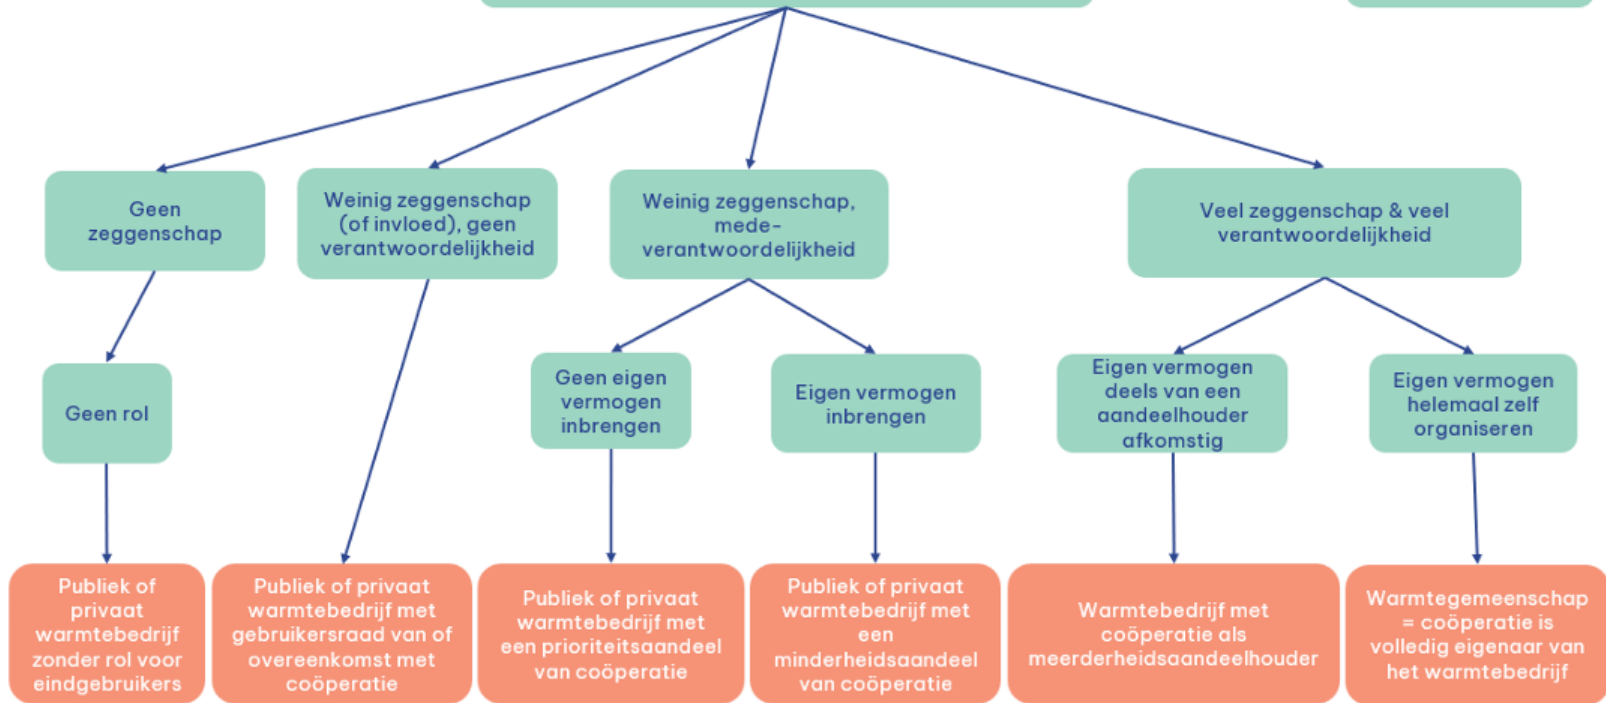 Geen
zeggenschap
Weinig zeggenschap
(of invloed), geen
verantwoordelijkheid
Weinig zeggenschap,
mede-
verantwoordelijkheid
Veel zeggenschap & veel
verantwoordelijkheid
Geen rol
Geen eigen
vermogen
inbrengen
Eigen vermogen
inbrengen
Eigen vermogen
deels van een
aandeelhouder
afkomstig
Eigen vermogen
helemaal zelf
organiseren
Publiek of
privaat
warmtebedrijf
zonder rol voor
eindgebruikers
Publiek of privaat
warmtebedrijf met
gebruikersraad van of
overeenkomst met
coöperatie
Publiek of privaat
warmtebedrijf met
een prioriteitsaandeel
van coöperatie
Publiek of privaat
warmtebedrijf met
een
minderheidsaandeel
van coöperatie
Warmtebedrijf met
coöperatie als
meerderheidsaandeelhouder
Warmtegemeenschap
= coöperatie is
volledig eigenaar van
het warmtebedrijf